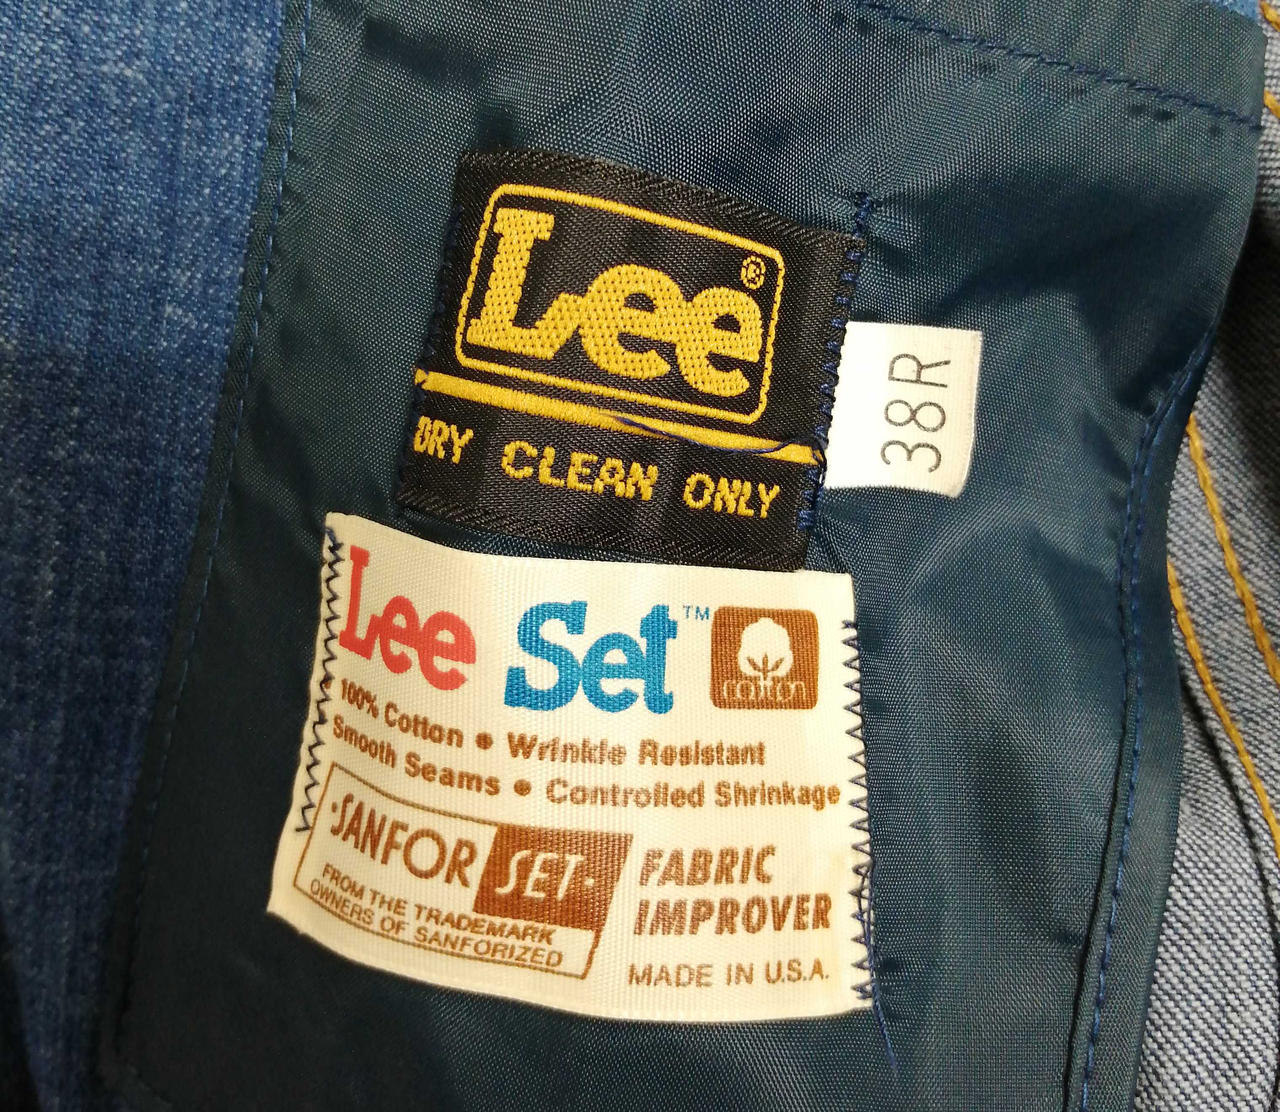 Lee®
DRY CLEAN ONLY
38R
Lee Set™
cotton
100% Cotton • Wrinkle Resistant
Smooth Seams • Controlled Shrinkage
·SANFOR SET·
FROM THE TRADEMARK
OWNERS OF SANFORIZED
FABRIC
IMPROVER
MADE IN U.S.A.